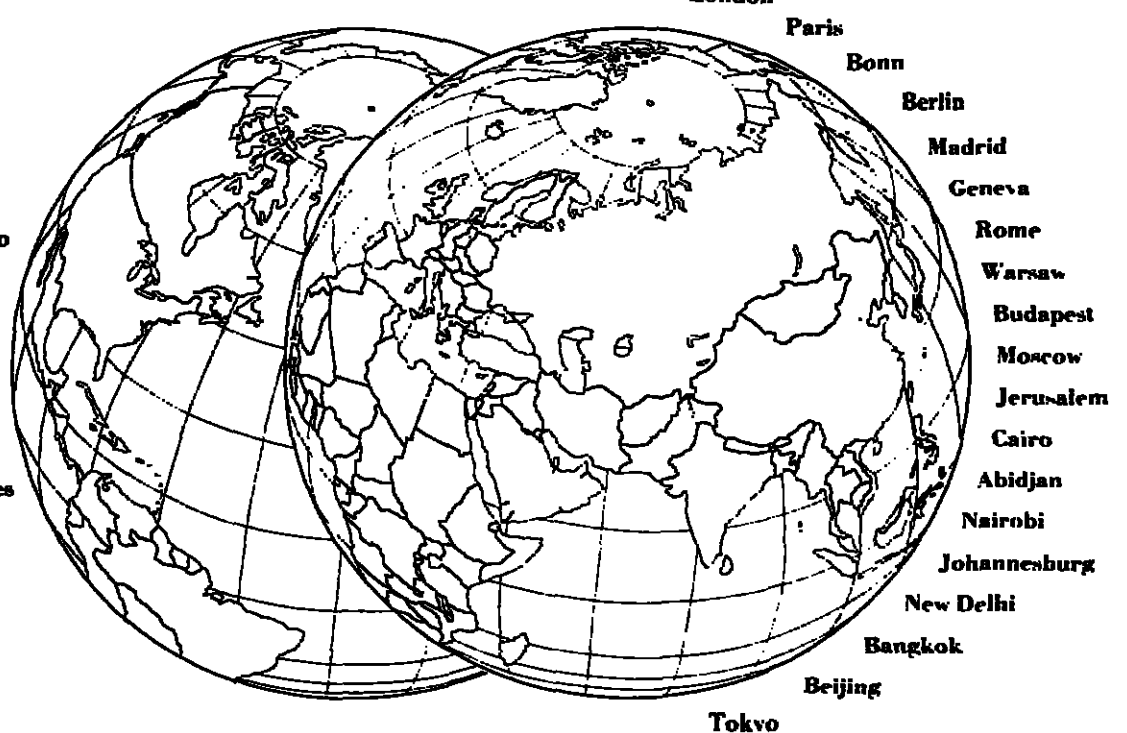 London
Paris
Bonn
Berlin
Madrid
Geneva
Rome
Warsaw
Budapest
Moscow
Jerusalem
Cairo
Abidjan
Nairobi
Johannesburg
New Delhi
Bangkok
Beijing
Tokyo